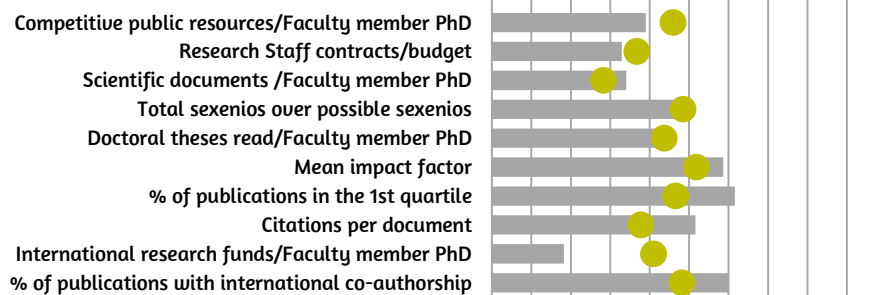 Competitive public resources/Faculty member PhD
Research Staff contracts/budget
Scientific documents /Faculty member PhD
Total sexenios over possible sexenios
Doctoral theses read/Faculty member PhD
Mean impact factor
% of publications in the 1st quartile
Citations per document
International research funds/Faculty member PhD
% of publications with international co-authorship